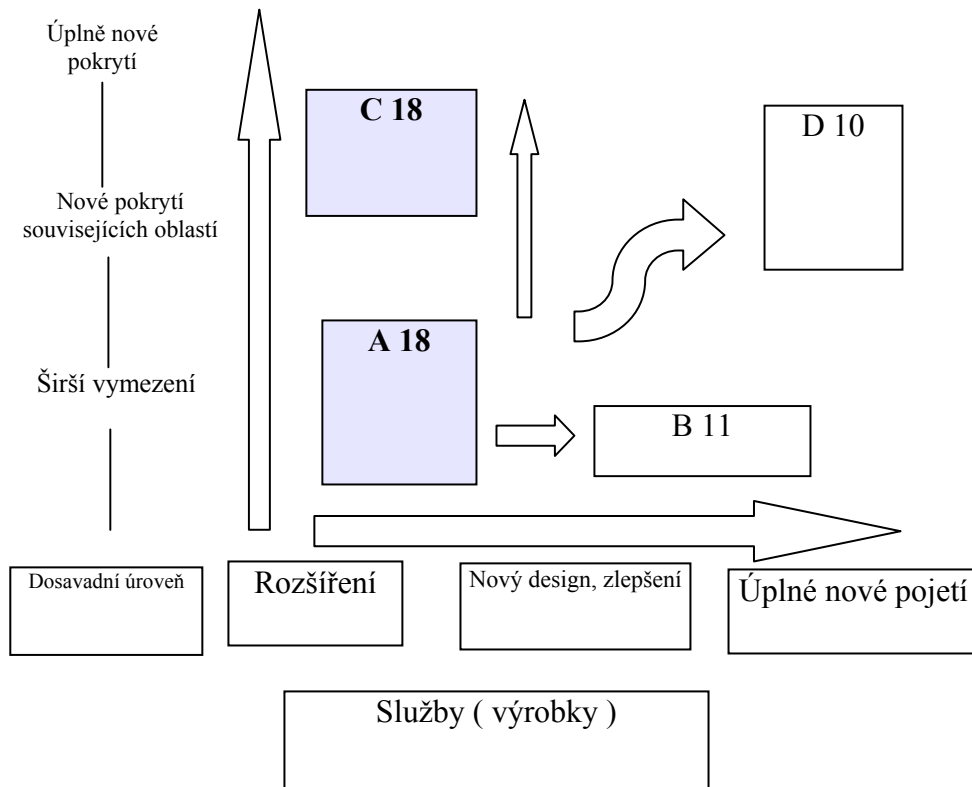 Úplně nové
pokrytí
C 18
D 10
Nové pokrytí
souvisejících oblastí
A 18
Širší vymezení
B 11
Dosavadní úroveň
Rozšíření
Nový design, zlepšení
Úplné nové pojetí
Služby ( výrobky )